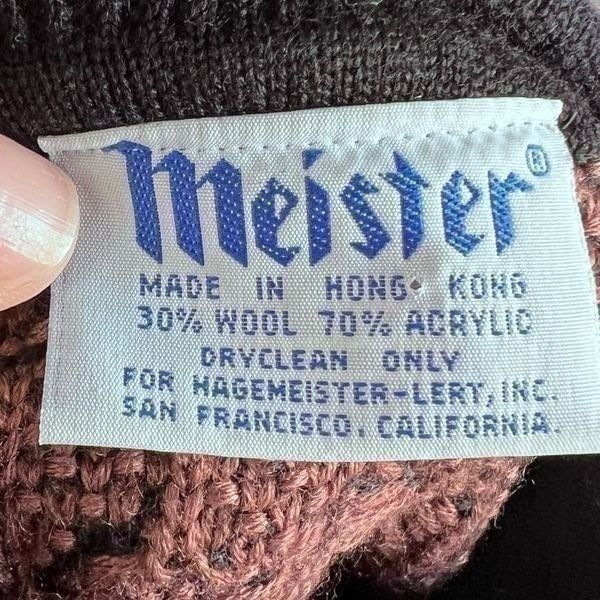 Meister®
MADE IN HONG KONG
30% WOOL 70% ACRYLIC
DRYCLEAN ONLY
FOR HAGEMEISTER-LERT, INC.
SAN FRANCISCO, CALIFORNIA.